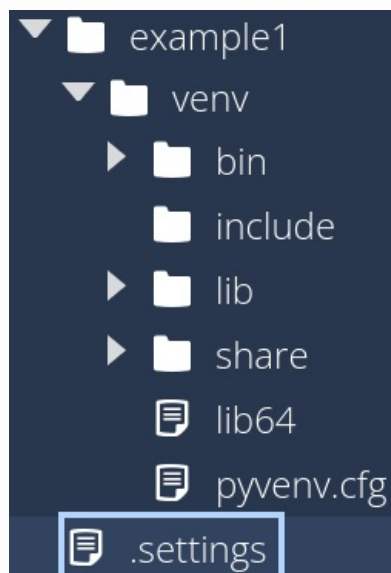 example1
venv
bin
include
lib
share
lib64
pyvenv.cfg
.settings